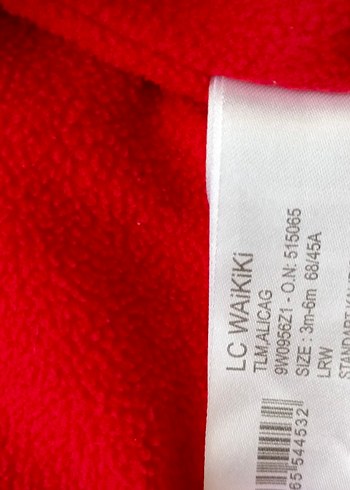 LC WAiKiKi
TLM,ALICAG
9W0956Z1 - O.N: 515065
SIZE : 3m-6m 68/45A
LRW
65 544532